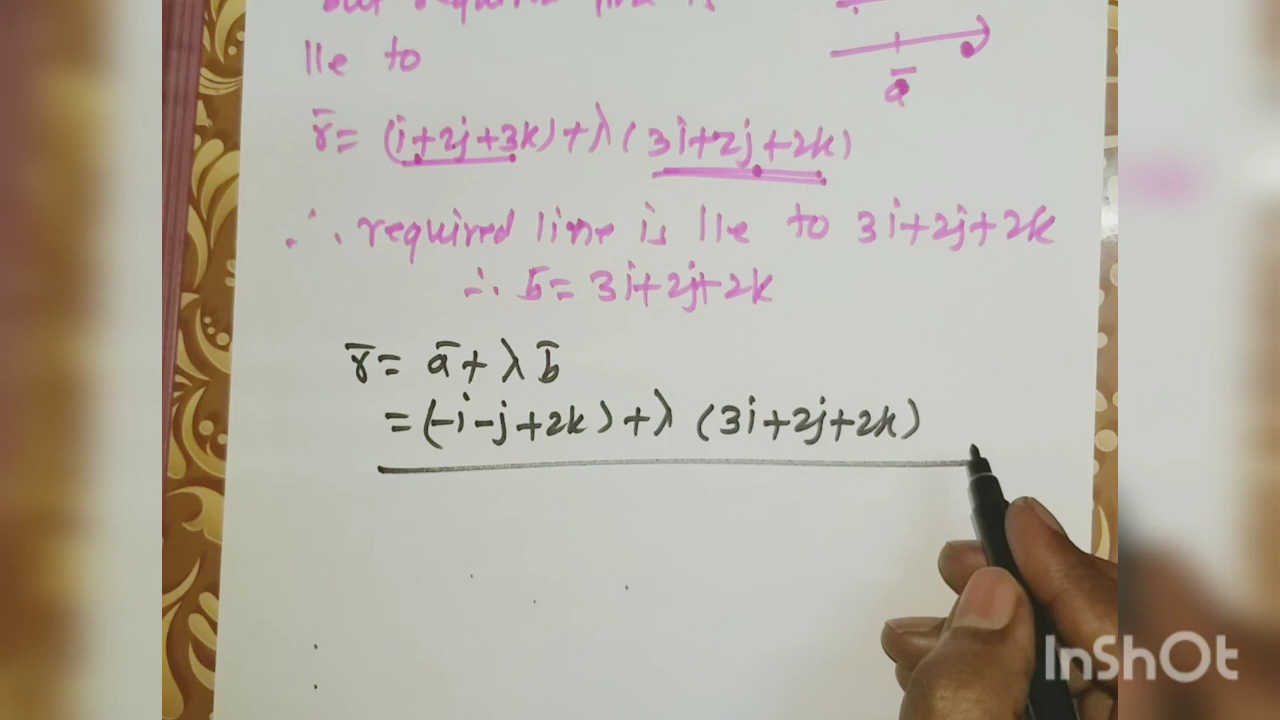 lle to
ā
r̄ = (i+2j+3k)+λ(3i+2j+2k)
∴ required line is lle to 3i+2j+2k
∴ b̄ = 3i+2j+2k
r̄ = ā + λ b̄
= (-i-j+2k)+λ (3i+2j+2k)
InShOt